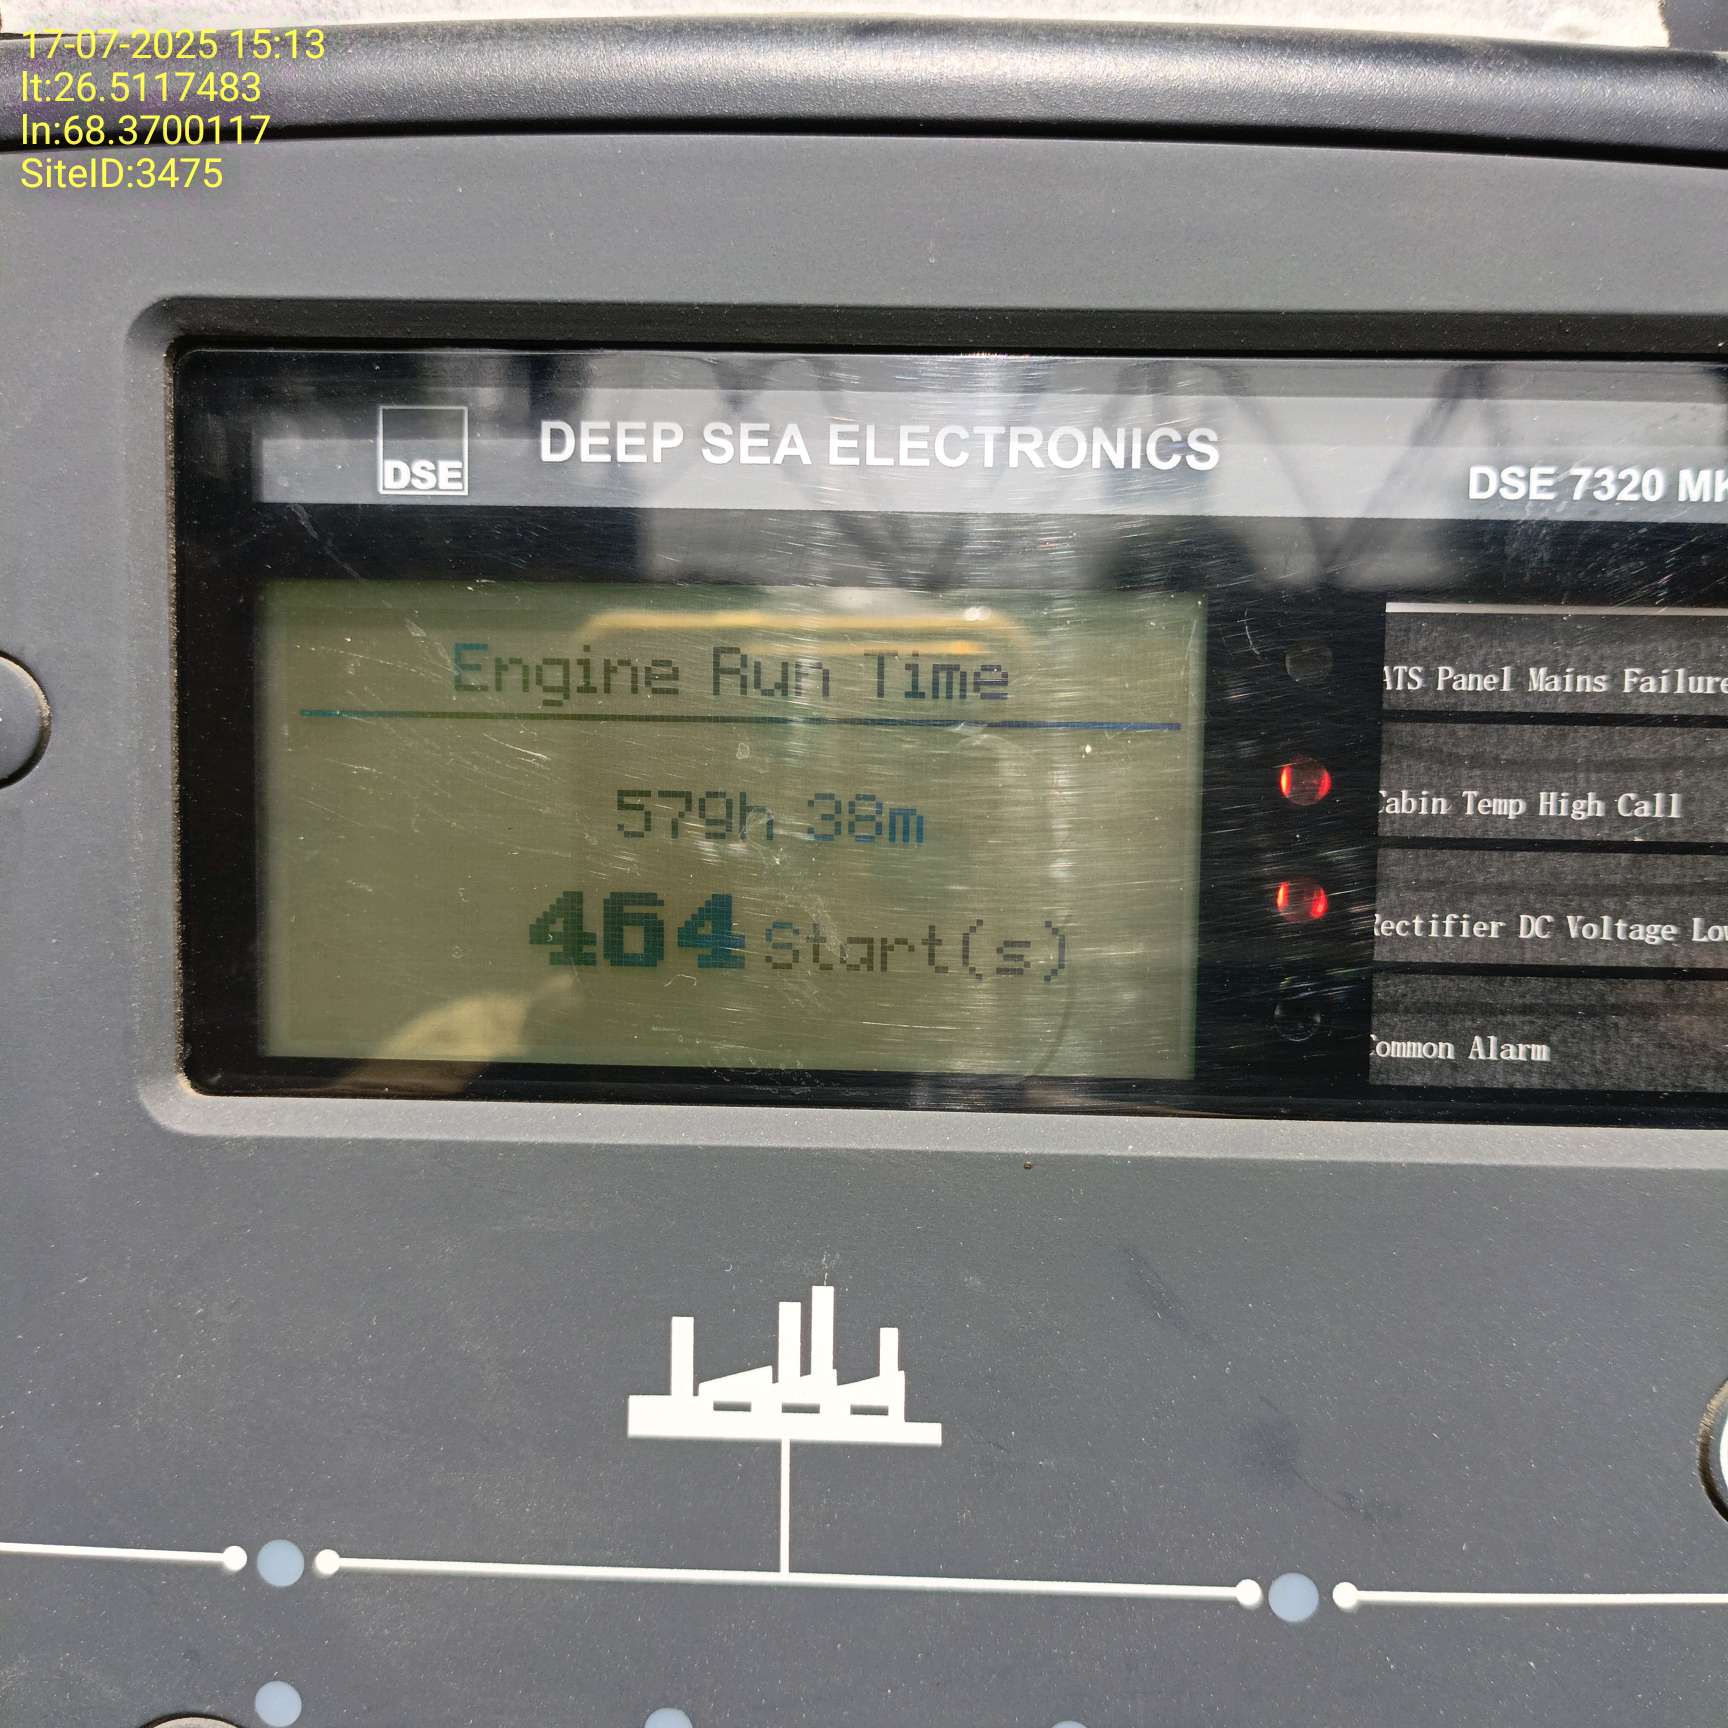 17-07-2025 15:13
lt:26.5117483
ln:68.3700117
SiteID:3475
DSE
DEEP SEA ELECTRONICS
DSE 7320
Engine Run Time
579h 38m
464 Start(s)
ATS Panel Mains Failure
Cabin Temp High Call
Rectifier DC Voltage
Common Alarm